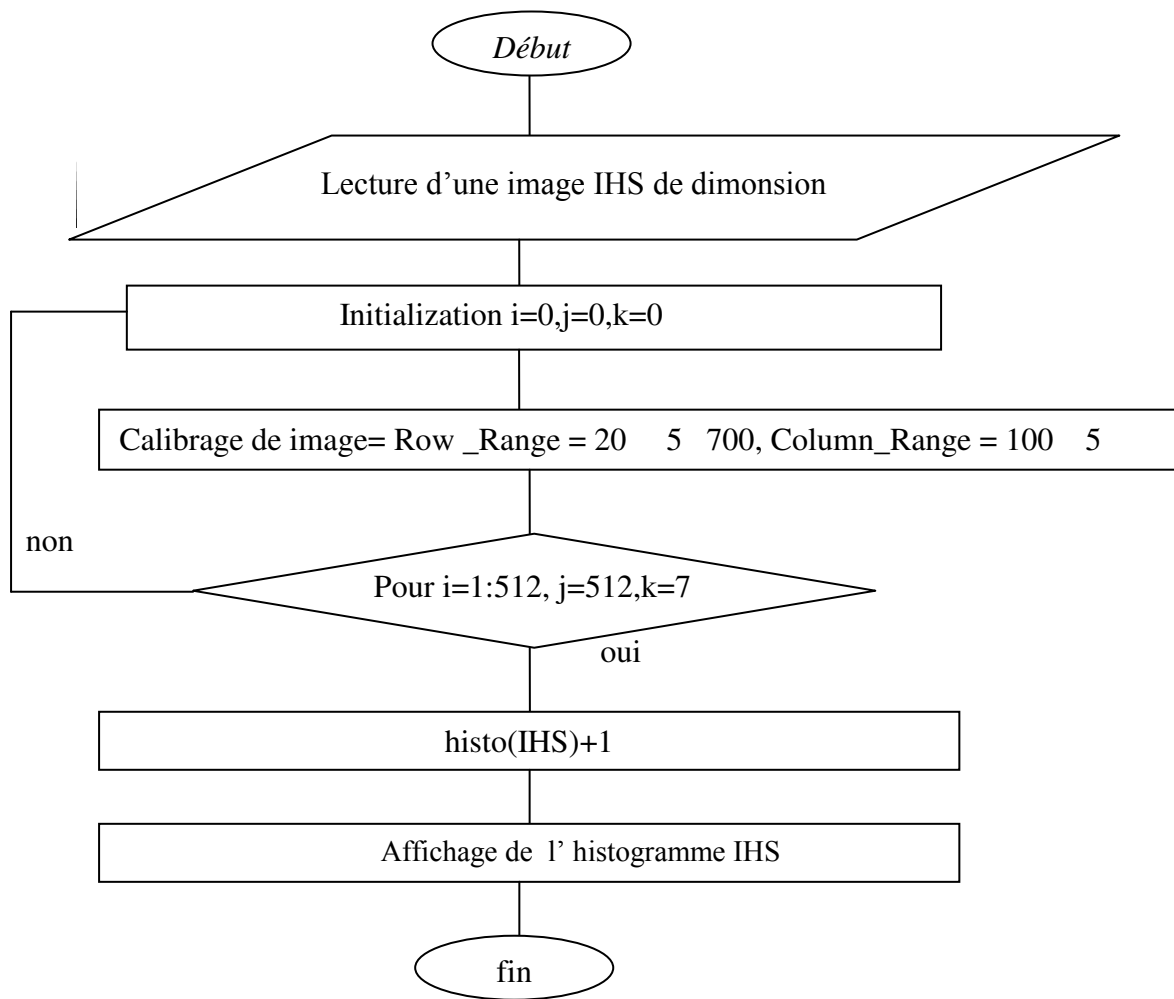 Début
Lecture d'une image IHS de dimonsion
Initialization i=0,j=0,k=0
Calibrage de image= Row _Range = 20 5 700, Column_Range = 100 5
non
Pour i=1:512, j=512,k=7
oui
histo(IHS)+1
Affichage de l' histogramme IHS
fin